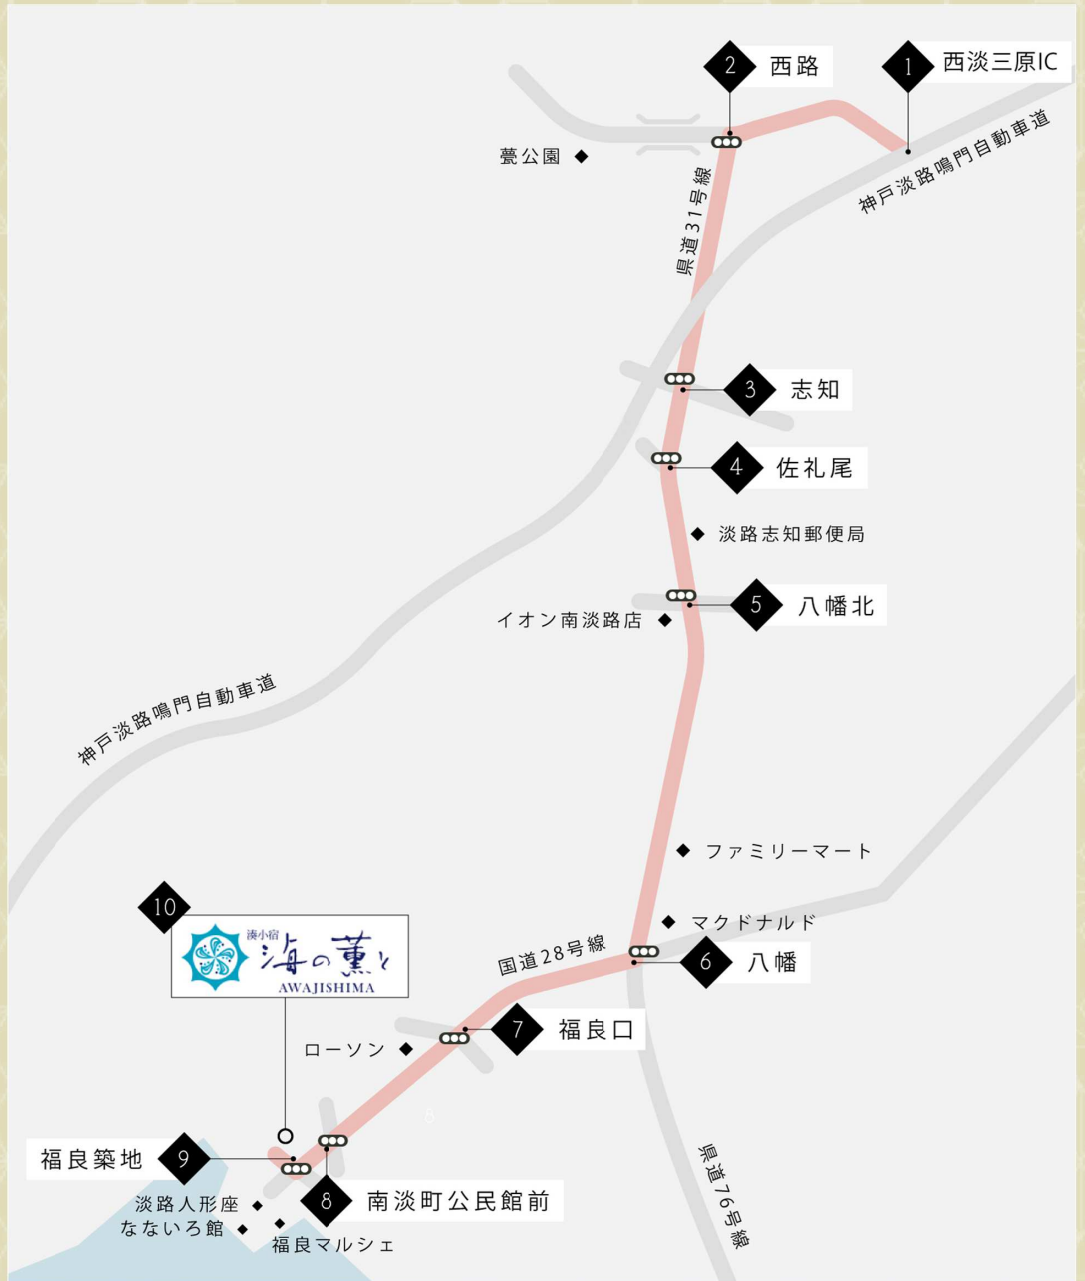 2 西路
1 西淡三原IC
甍公園
神戸淡路鳴門自動車道
県道31号線
3 志知
4 佐礼尾
淡路志知郵便局
5 八幡北
イオン南淡路店
神戸淡路鳴門自動車道
ファミリーマート
10
マクドナルド
湊小宿
海の薫と
AWAJISHIMA
国道28号線
6 八幡
7 福良口
ローソン
8
福良築地 9
県道76号線
8 南淡町公民館前
淡路人形座
なないろ館
福良マルシェ